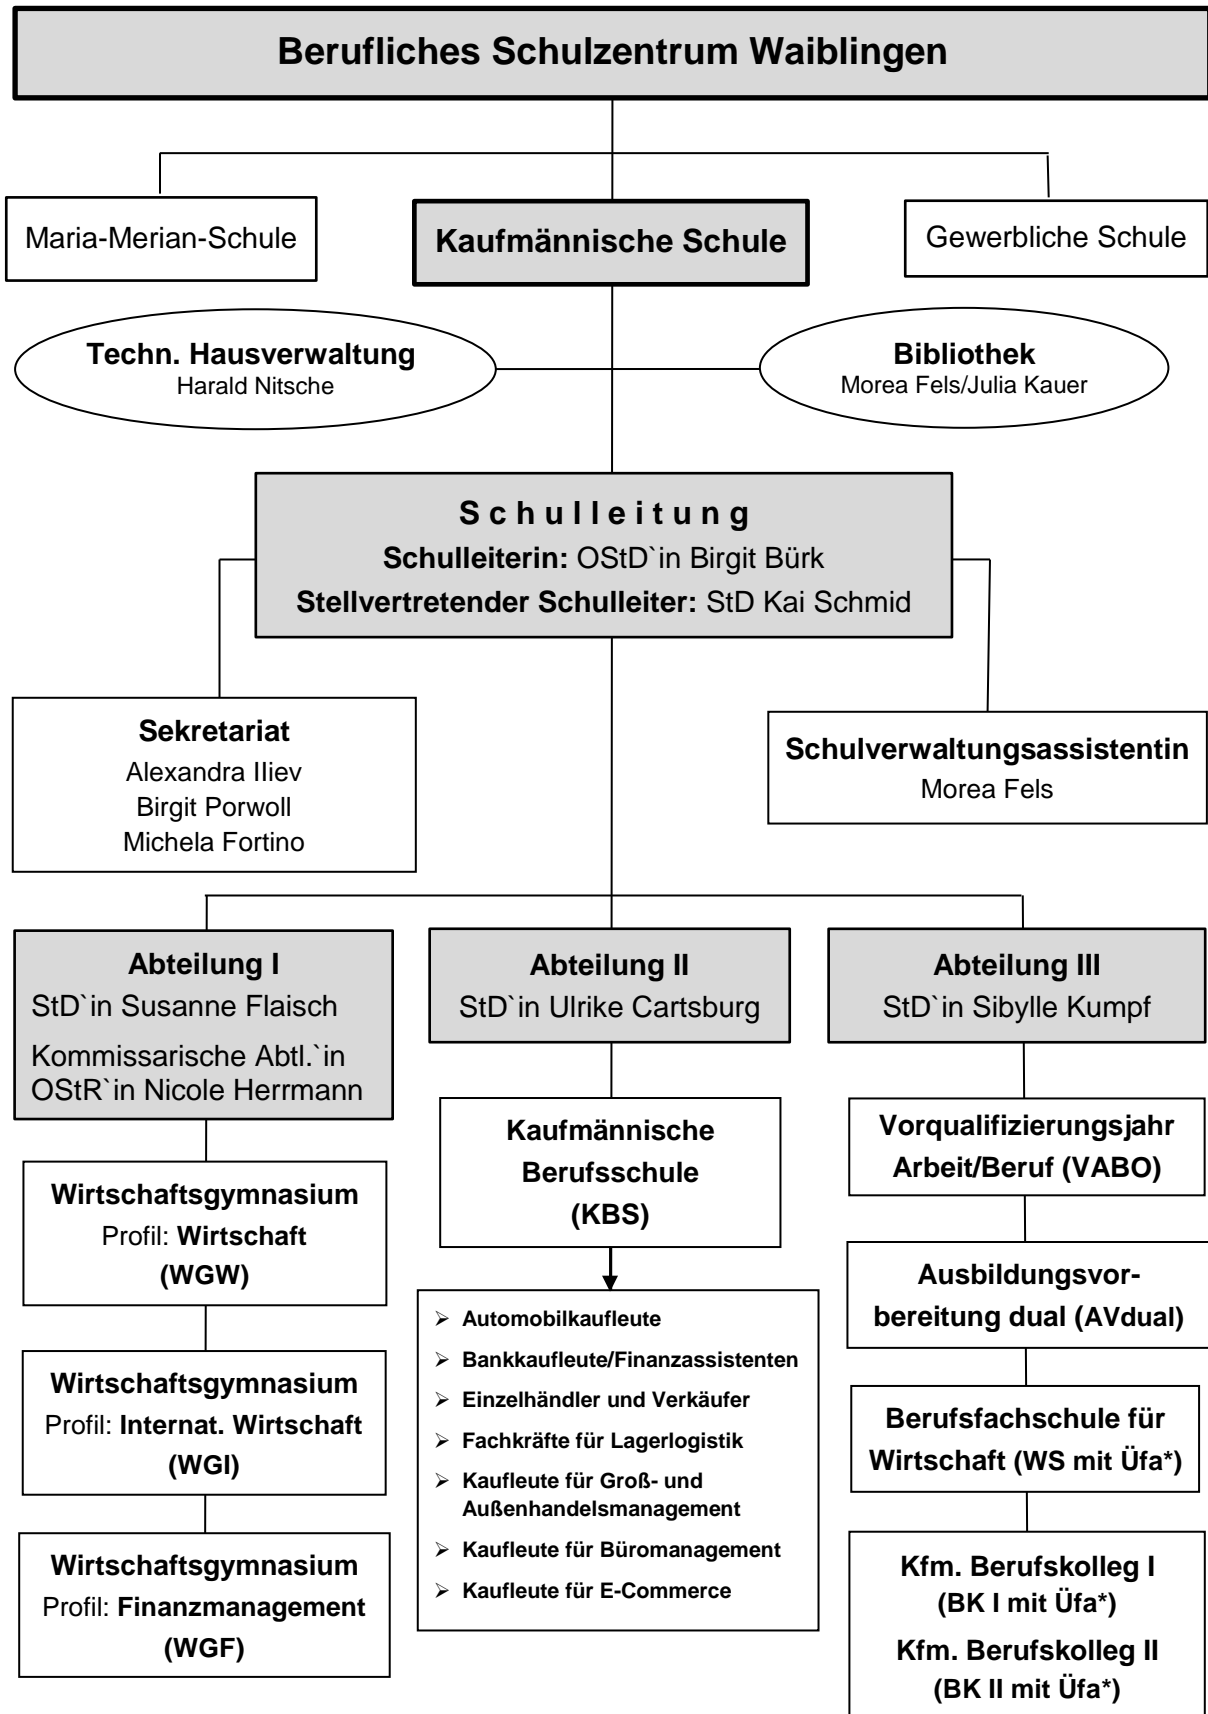 Berufliches Schulzentrum Waiblingen
Maria-Merian-Schule
Kaufmännische Schule
Gewerbliche Schule
Techn. Hausverwaltung
Harald Nitsche
Bibliothek
Morea Fels/Julia Kauer
Schulleitung
Schulleiterin: OStD`in Birgit Bürk
Stellvertretender Schulleiter: StD Kai Schmid
Sekretariat
Alexandra Iliev
Birgit Porwoll
Michela Fortino
Schulverwaltungsassistentin
Morea Fels
Abteilung I
StD`in Susanne Flaisch
Kommissarische Abtl.`in
OStR`in Nicole Herrmann
Wirtschaftsgymnasium
Profil: Wirtschaft
(WGW)
Wirtschaftsgymnasium
Profil: Internat. Wirtschaft
(WGI)
Wirtschaftsgymnasium
Profil: Finanzmanagement
(WGF)
Abteilung II
StD`in Ulrike Cartsburg
Kaufmännische
Berufsschule
(KBS)
➢ Automobilkaufleute
➢ Bankkaufleute/Finanzassistenten
➢ Einzelhändler und Verkäufer
➢ Fachkräfte für Lagerlogistik
➢ Kaufleute für Groß- und
Außenhandelsmanagement
➢ Kaufleute für Büromanagement
➢ Kaufleute für E-Commerce
Abteilung III
StD`in Sibylle Kumpf
Vorqualifizierungsjahr
Arbeit/Beruf (VABO)
Ausbildungsvor-
bereitung dual (AVdual)
Berufsfachschule für
Wirtschaft (WS mit Üfa*)
Kfm. Berufskolleg I
(BK I mit Üfa*)
Kfm. Berufskolleg II
(BK II mit Üfa*)